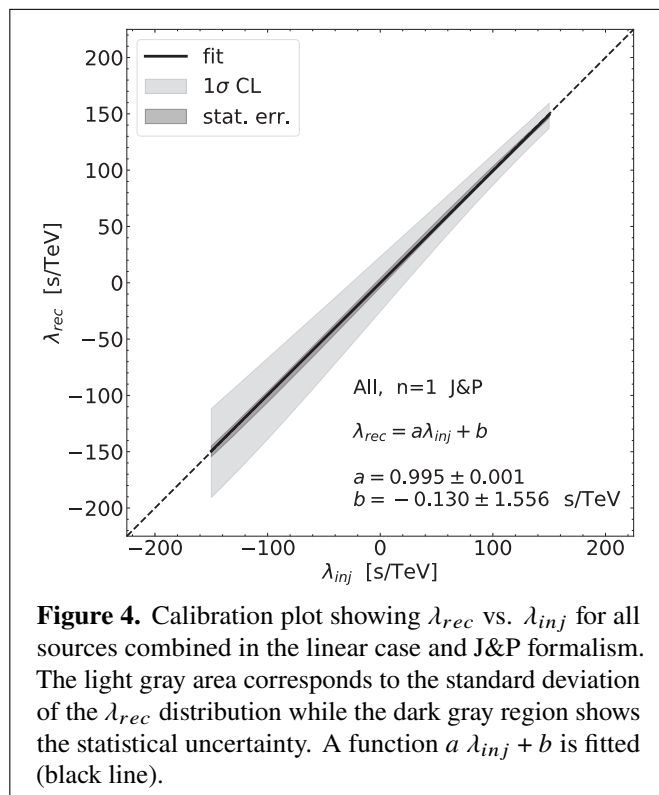 200
150
100
50
0
−50
−100
−150
−200
λrec [s/TeV]
fit
1σ CL
stat. err.
All, n=1 J&P
λrec = aλinj + b
a = 0.995 ± 0.001
b = − 0.130 ± 1.556 s/TeV
−200 −100 0 100 200
λinj [s/TeV]
Figure 4. Calibration plot showing λrec vs. λinj for all
sources combined in the linear case and J&P formalism.
The light gray area corresponds to the standard deviation
of the λrec distribution while the dark gray region shows
the statistical uncertainty. A function a λinj + b is fitted
(black line).